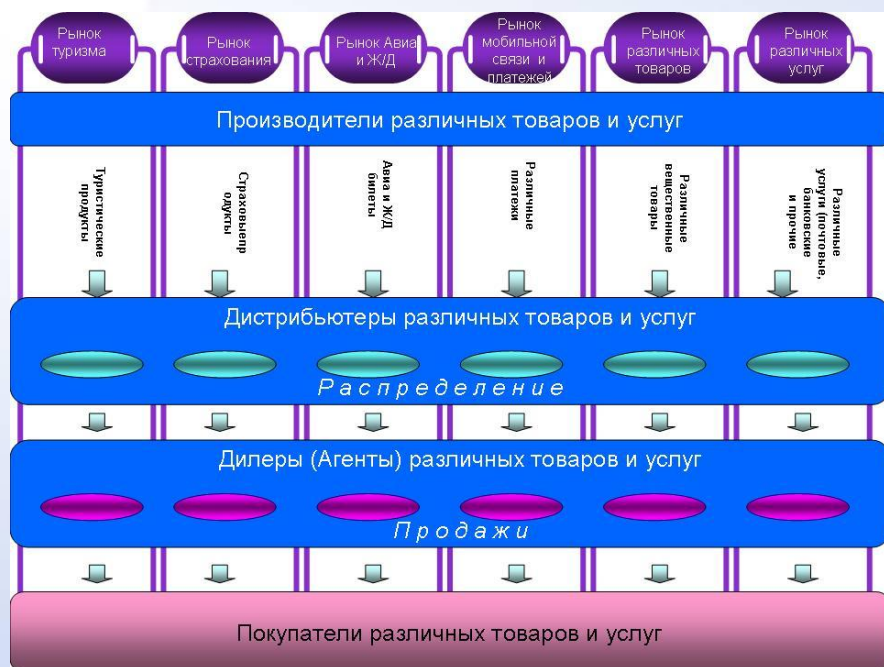 Рынок
туризма
Рынок
страхования
Рынок Авиа
и Ж/Д
Рынок
мобильной
связи и
платежей
Рынок
различных
товаров
Рынок
различных
услуг
Производители различных товаров и услуг
Туристические
продукты
Страховыепр
одукты
Авиа и Ж/Д
билеты
Различные
платежи
Различные
вещественные
товары
Различные
услуги (почтовые,
банковские
и прочие
Дистрибьютеры различных товаров и услуг
Распределение
Дилеры (Агенты) различных товаров и услуг
Продажи
Покупатели различных товаров и услуг